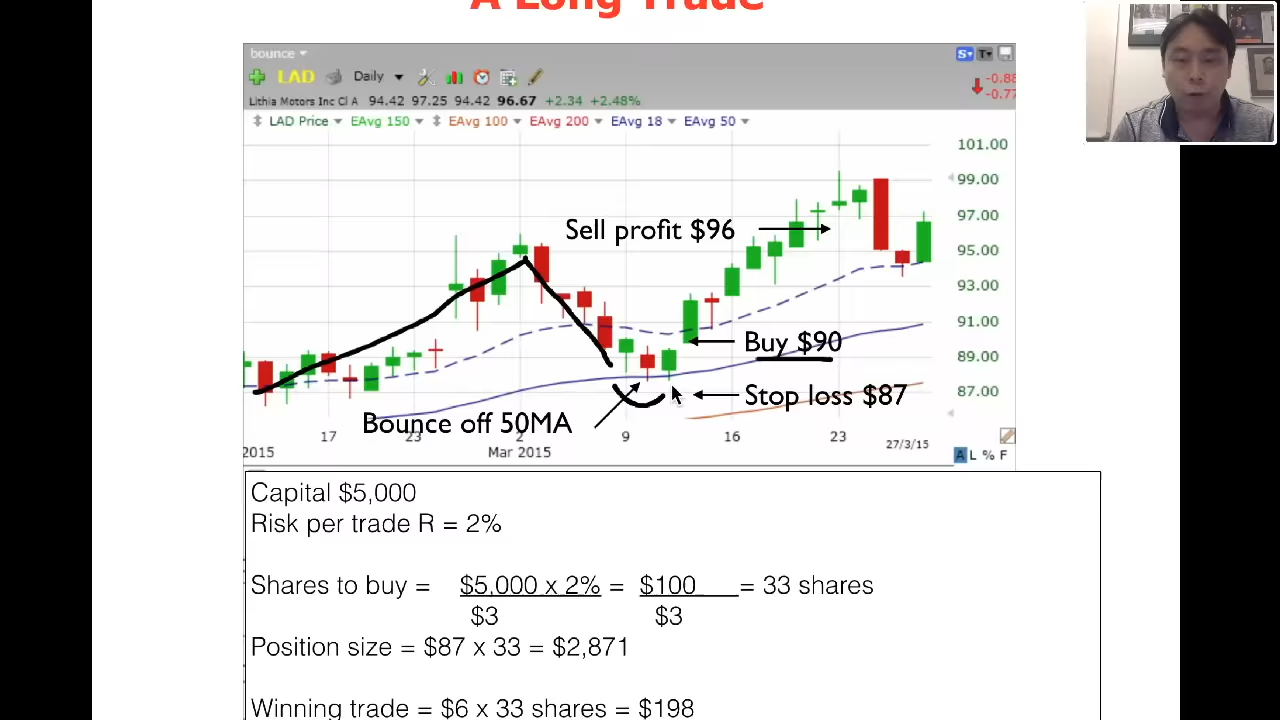 A Long Trade
bounce
S T
LAD Daily
-0.88
-0.77
Lithia Motors Inc Cl A 94.42 97.25 94.42 96.67 +2.34 +2.48%
LAD Price EAvg 150 EAvg 100 EAvg 200 EAvg 18 EAvg 50
101.00
99.00
97.00
95.00
93.00
91.00
89.00
87.00
Sell profit $96
Buy $90
Stop loss $87
Bounce off 50MA
17 23 2 9 16 23 27/3/15
2015 Mar 2015
A L % F
Capital $5,000
Risk per trade R = 2%
Shares to buy = $5,000 x 2% = $100 = 33 shares
$3 $3
Position size = $87 x 33 = $2,871
Winning trade = $6 x 33 shares = $198